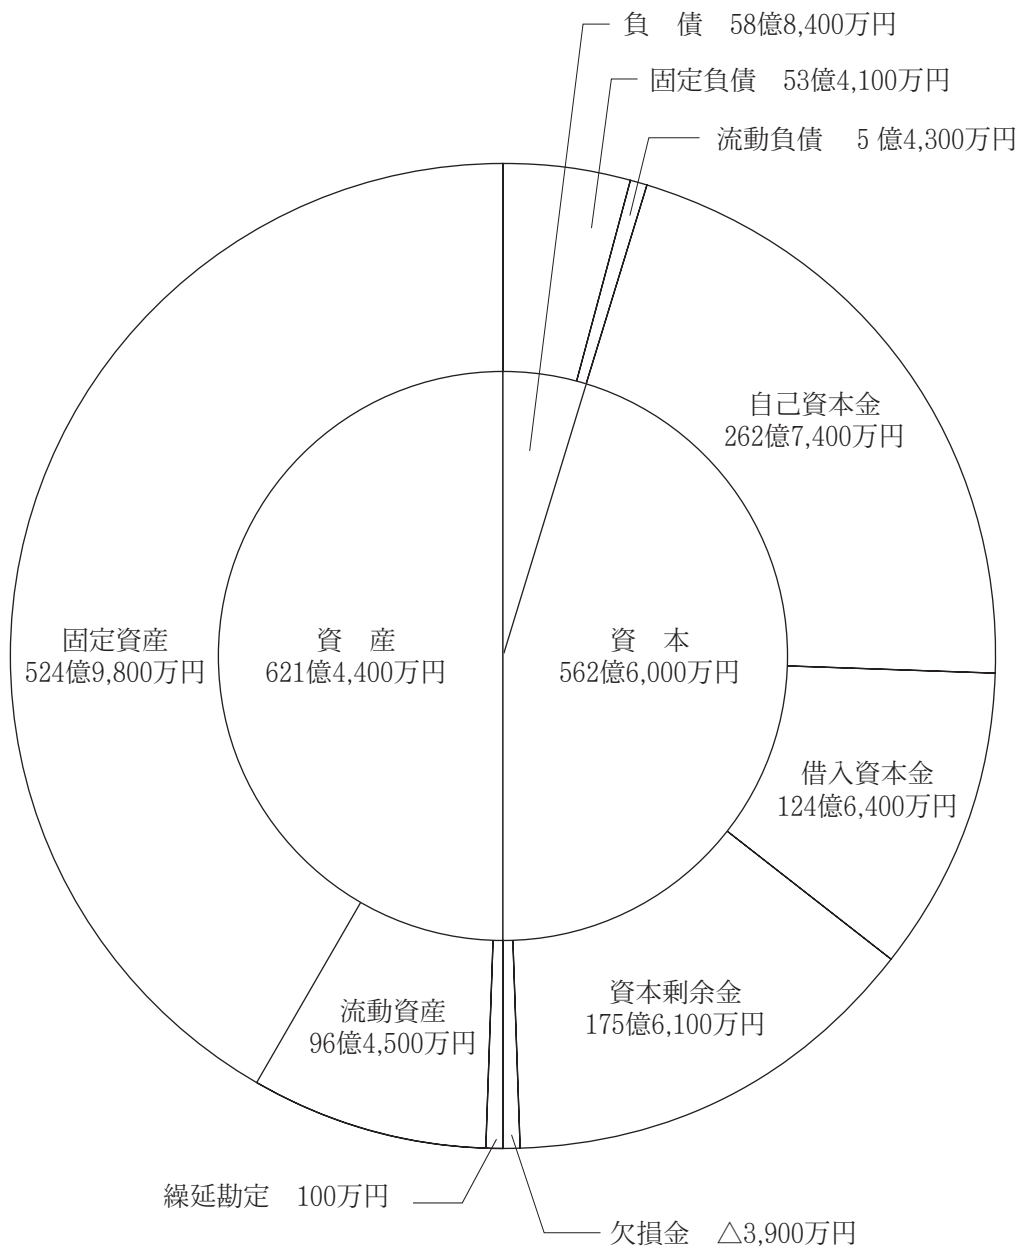 負　債　58億8,400万円
固定負債　53億4,100万円
流動負債　5億4,300万円
自己資本金
262億7,400万円
固定資産
524億9,800万円
資　産
621億4,400万円
資　本
562億6,000万円
借入資本金
124億6,400万円
資本剰余金
175億6,100万円
流動資産
96億4,500万円
繰延勘定　100万円
欠損金　△3,900万円